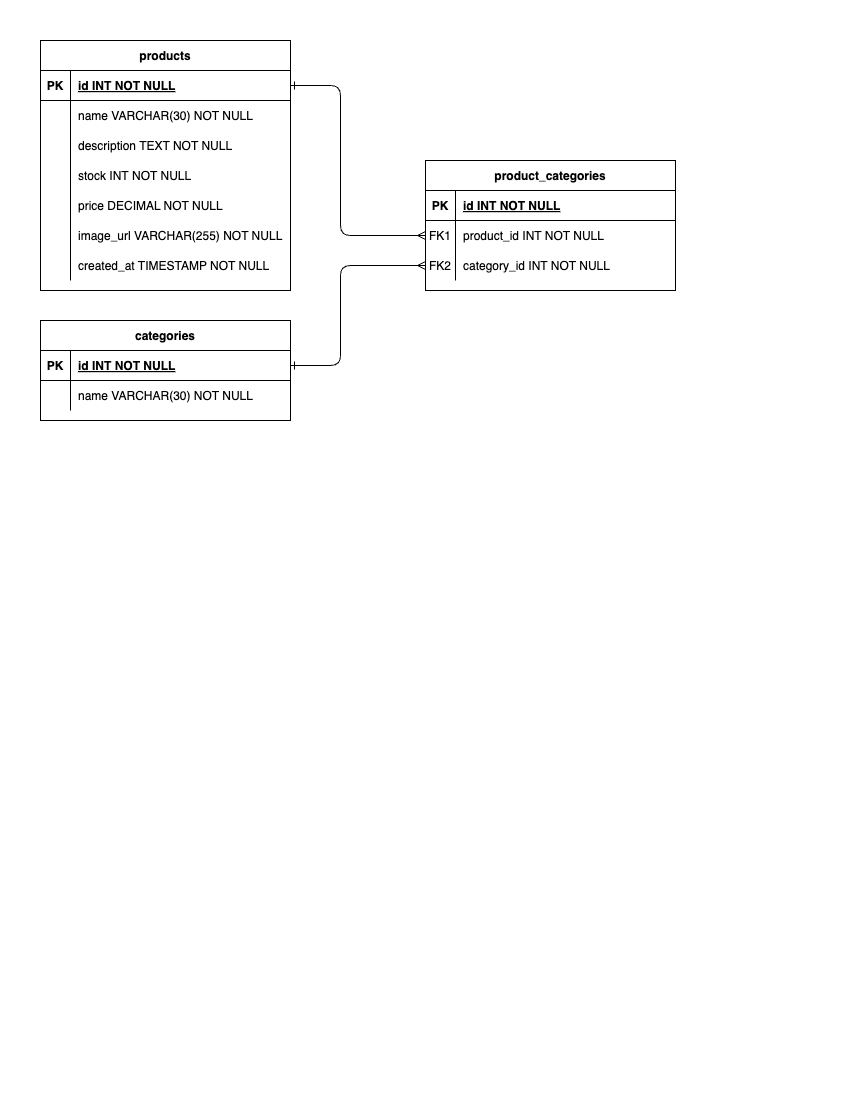 products
PK id INT NOT NULL
name VARCHAR(30) NOT NULL
description TEXT NOT NULL
stock INT NOT NULL
price DECIMAL NOT NULL
image_url VARCHAR(255) NOT NULL
created_at TIMESTAMP NOT NULL
product_categories
PK id INT NOT NULL
FK1 product_id INT NOT NULL
FK2 category_id INT NOT NULL
categories
PK id INT NOT NULL
name VARCHAR(30) NOT NULL